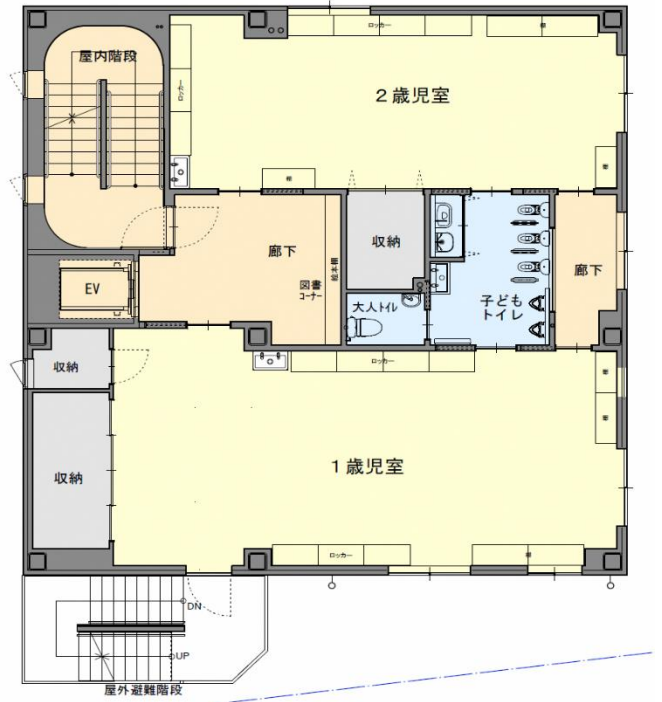 ロッカー
棚
屋内階段
ロッカー
2歳児室
棚
棚
廊下
絵本棚
収納
図書
コーナー
廊下
EV
大人トイレ
子ども
トイレ
収納
ロッカー
棚
棚
収納
1歳児室
ロッカー
棚
DN
UP
屋外避難階段